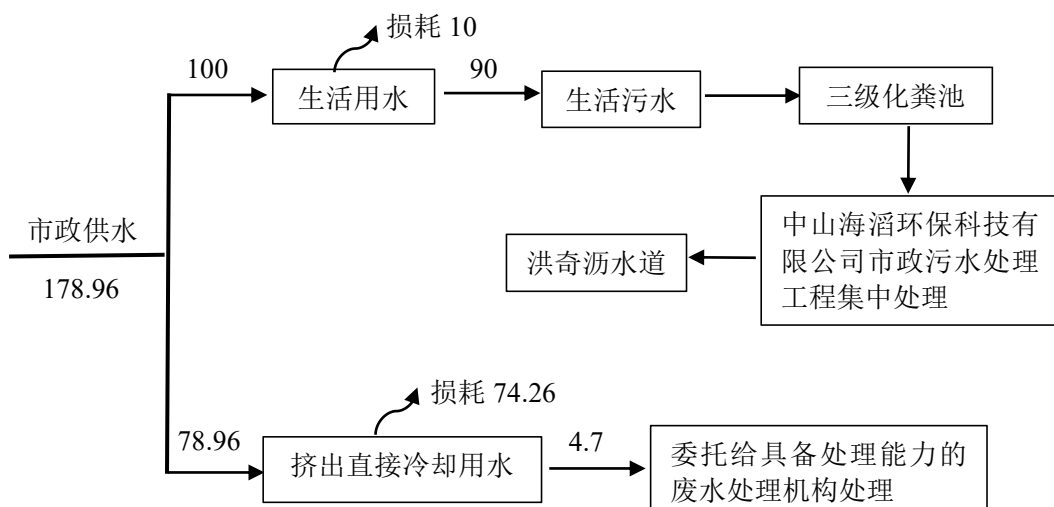 损耗 10
100
生活用水
90
生活污水
三级化粪池
市政供水
178.96
中山海滔环保科技有
限公司市政污水处理
工程集中处理
洪奇沥水道
损耗 74.26
78.96
挤出直接冷却用水
4.7
委托给具备处理能力的
废水处理机构处理